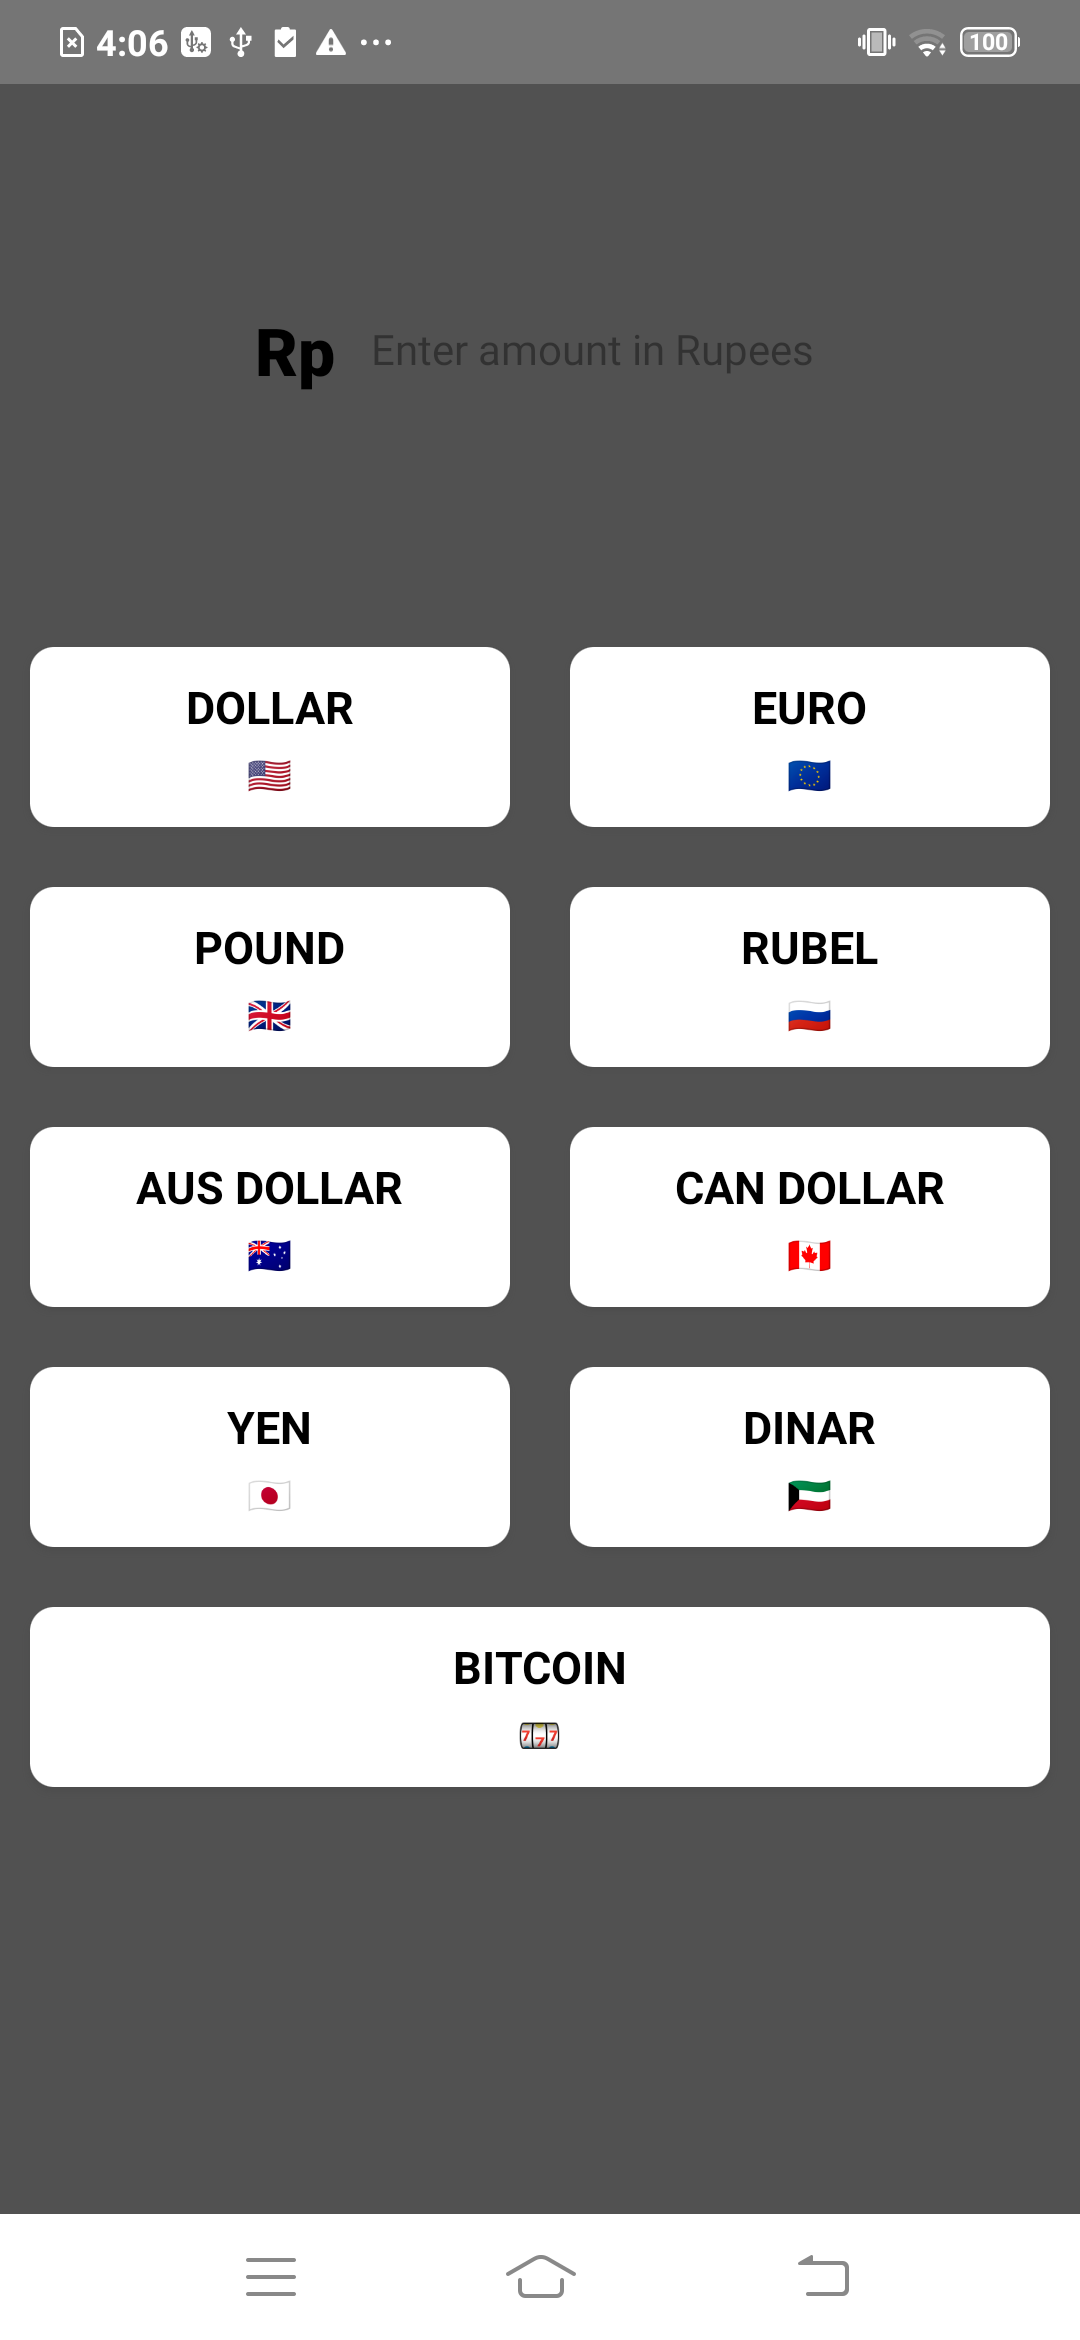 4:06
100
Rp Enter amount in Rupees
DOLLAR
EURO
POUND
RUBEL
AUS DOLLAR
CAN DOLLAR
YEN
DINAR
BITCOIN
777